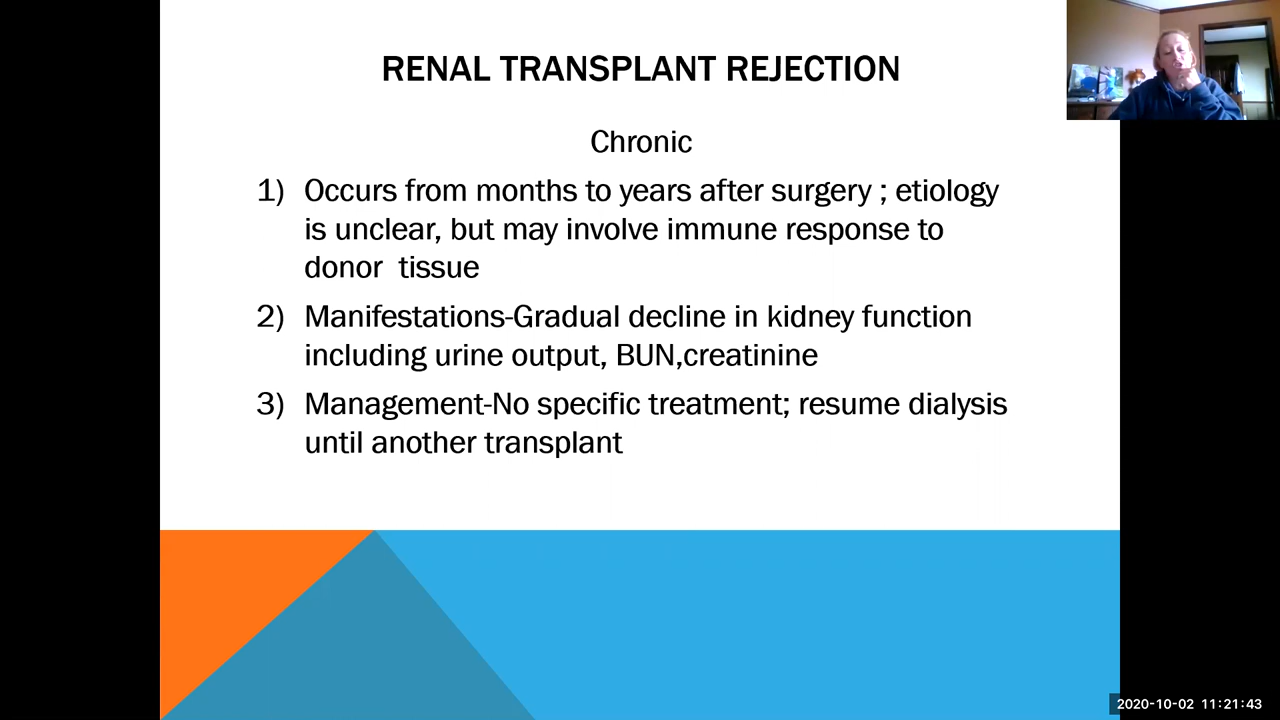 RENAL TRANSPLANT REJECTION
Chronic
1) Occurs from months to years after surgery ; etiology
is unclear, but may involve immune response to
donor  tissue
2) Manifestations-Gradual decline in kidney function
including urine output, BUN,creatinine
3) Management-No specific treatment; resume dialysis
until another transplant
2020-10-02 11:21:43